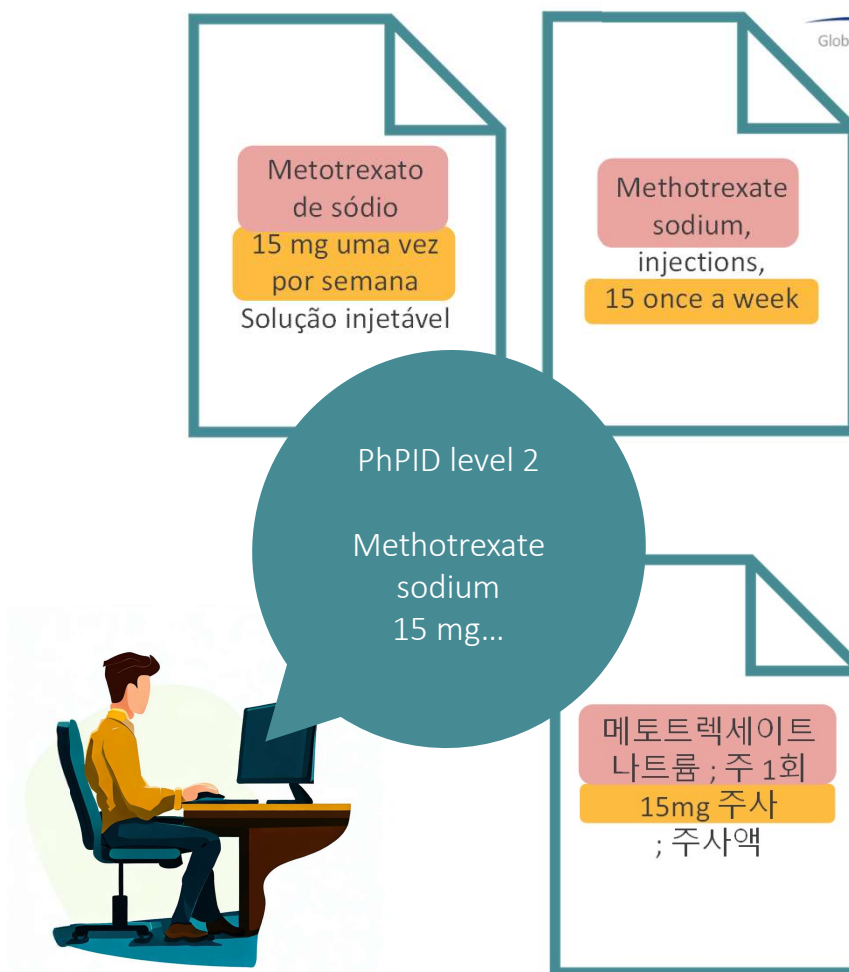 Glob
Metotrexato
de sódio
15 mg uma vez
por semana
Solução injetável
Methotrexate
sodium,
injections,
15 once a week
PhPID level 2
Methotrexate
sodium
15 mg...
메토트렉세이트
나트륨 ; 주 1회
15mg 주사
; 주사액